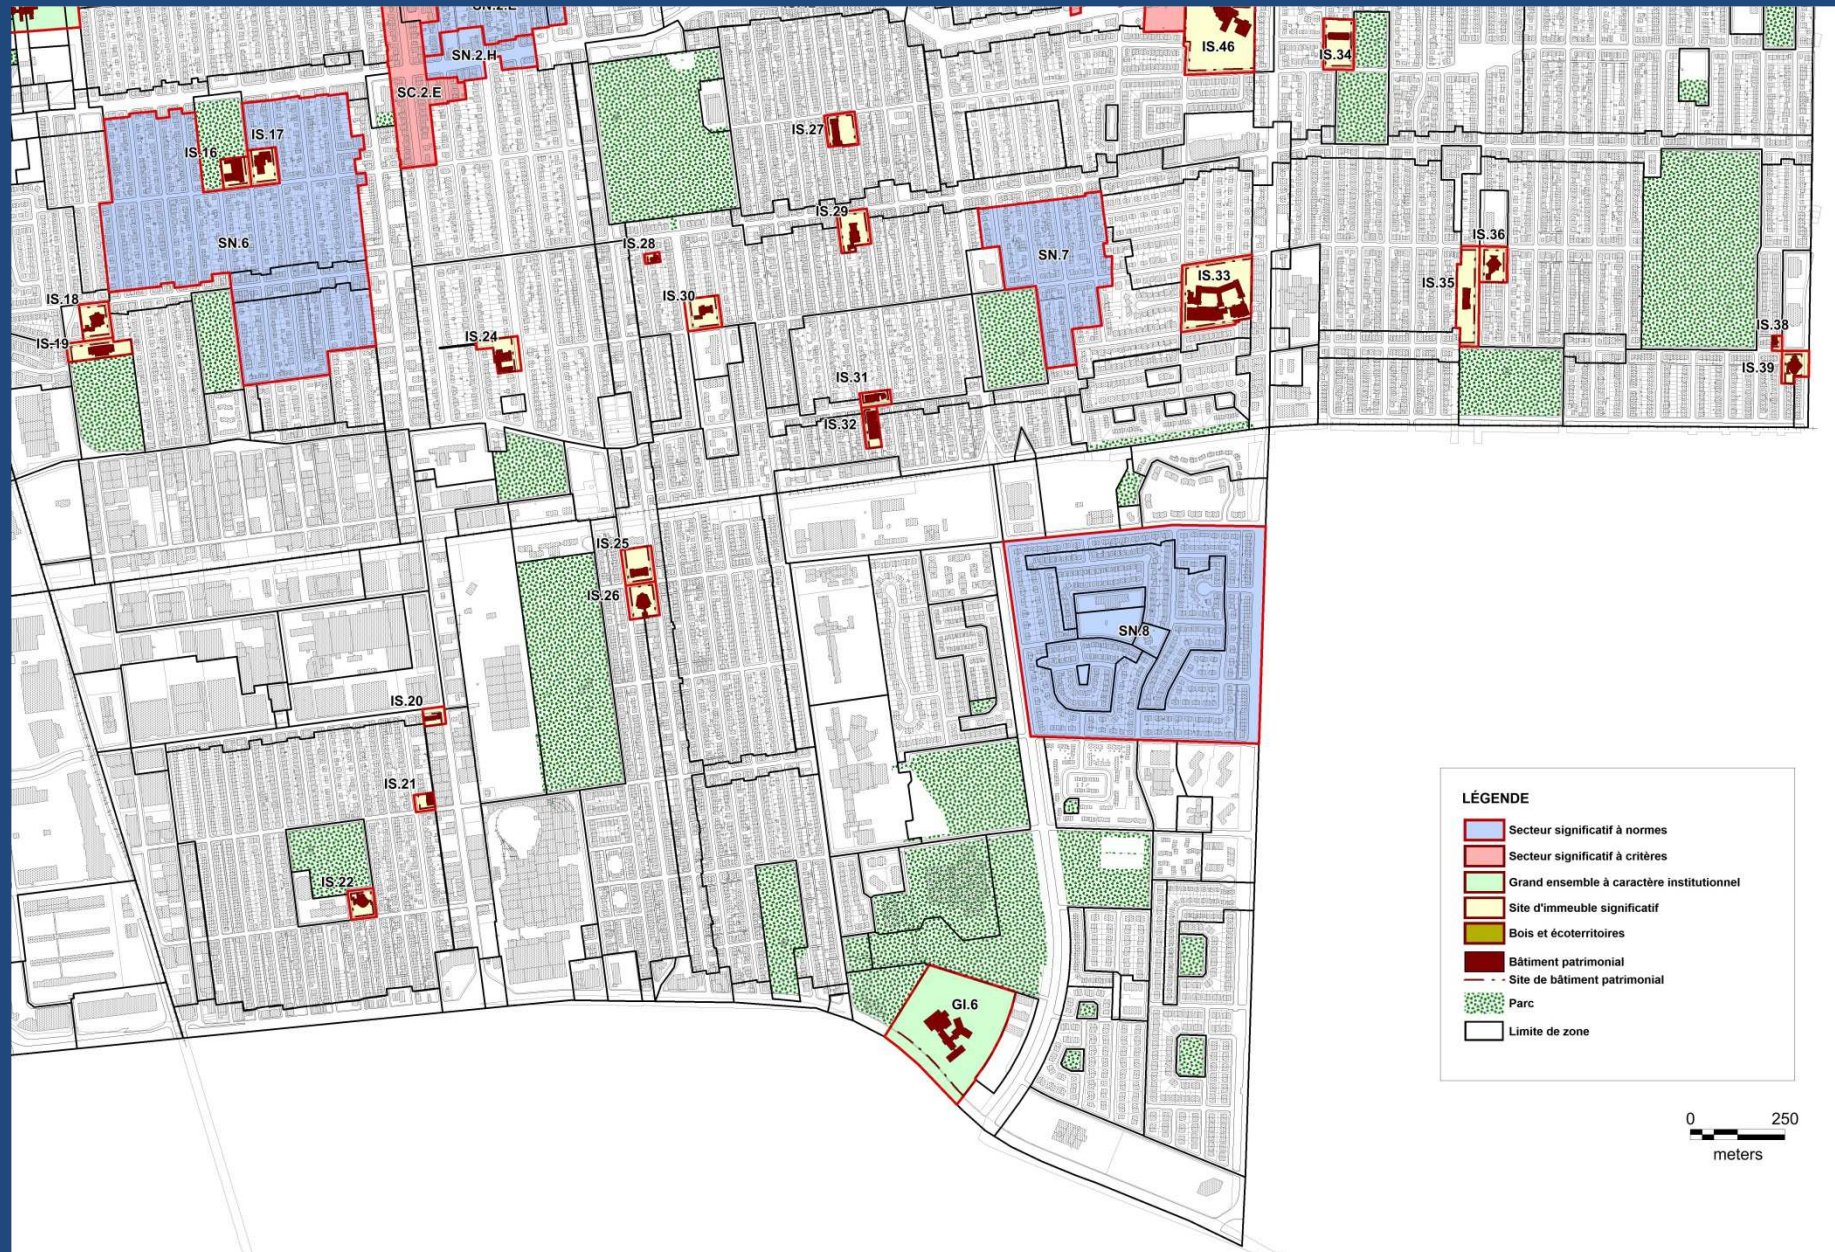 SN.2.E
SN.2.H
IS.46
IS.34
SC.2.E
IS.27
IS.17
IS.16
IS.29
IS.36
SN.6
IS.28
SN.7
IS.33
IS.35
IS.18
IS.30
IS.38
IS.24
IS-19
IS.39
IS.31
IS.32
IS.25
IS.26
SN.8
IS.20
IS.21
IS.22
GI.6
LÉGENDE
Secteur significatif à normes
Secteur significatif à critères
Grand ensemble à caractère institutionnel
Site d'immeuble significatif
Bois et écoterritoires
Bâtiment patrimonial
Site de bâtiment patrimonial
Parc
Limite de zone
0 250
meters